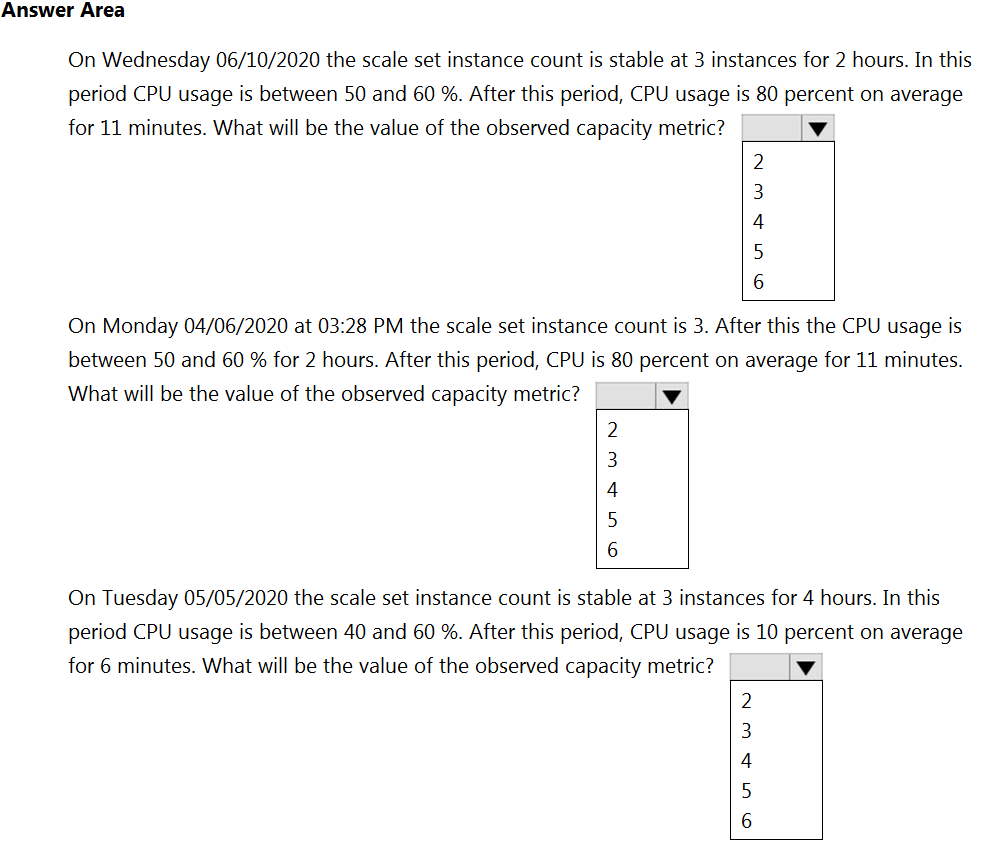 Answer Area
On Wednesday 06/10/2020 the scale set instance count is stable at 3 instances for 2 hours. In this
period CPU usage is between 50 and 60 %. After this period, CPU usage is 80 percent on average
for 11 minutes. What will be the value of the observed capacity metric?
2
3
4
5
6
On Monday 04/06/2020 at 03:28 PM the scale set instance count is 3. After this the CPU usage is
between 50 and 60 % for 2 hours. After this period, CPU is 80 percent on average for 11 minutes.
What will be the value of the observed capacity metric?
2
3
4
5
6
On Tuesday 05/05/2020 the scale set instance count is stable at 3 instances for 4 hours. In this
period CPU usage is between 40 and 60 %. After this period, CPU usage is 10 percent on average
for 6 minutes. What will be the value of the observed capacity metric?
2
3
4
5
6